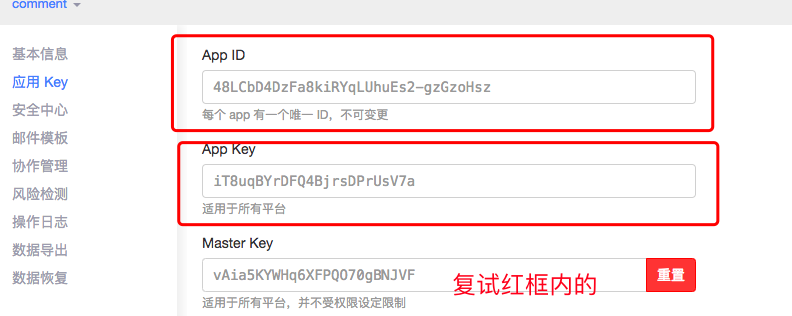 comment
基本信息
应用 Key
安全中心
邮件模板
协作管理
风险检测
操作日志
数据导出
数据恢复
App ID
48LCbD4DzFa8kiRYqLUhuEs2-gzGzoHsz
每个 app 有一个唯一 ID，不可变更
App Key
iT8uqBYrDFQ4BjrsDPrUsV7a
适用于所有平台
Master Key
vAia5KYWHq6XFPQO70gBNJVF
重置
复试红框内的
适用于所有平台，并不受权限设定限制